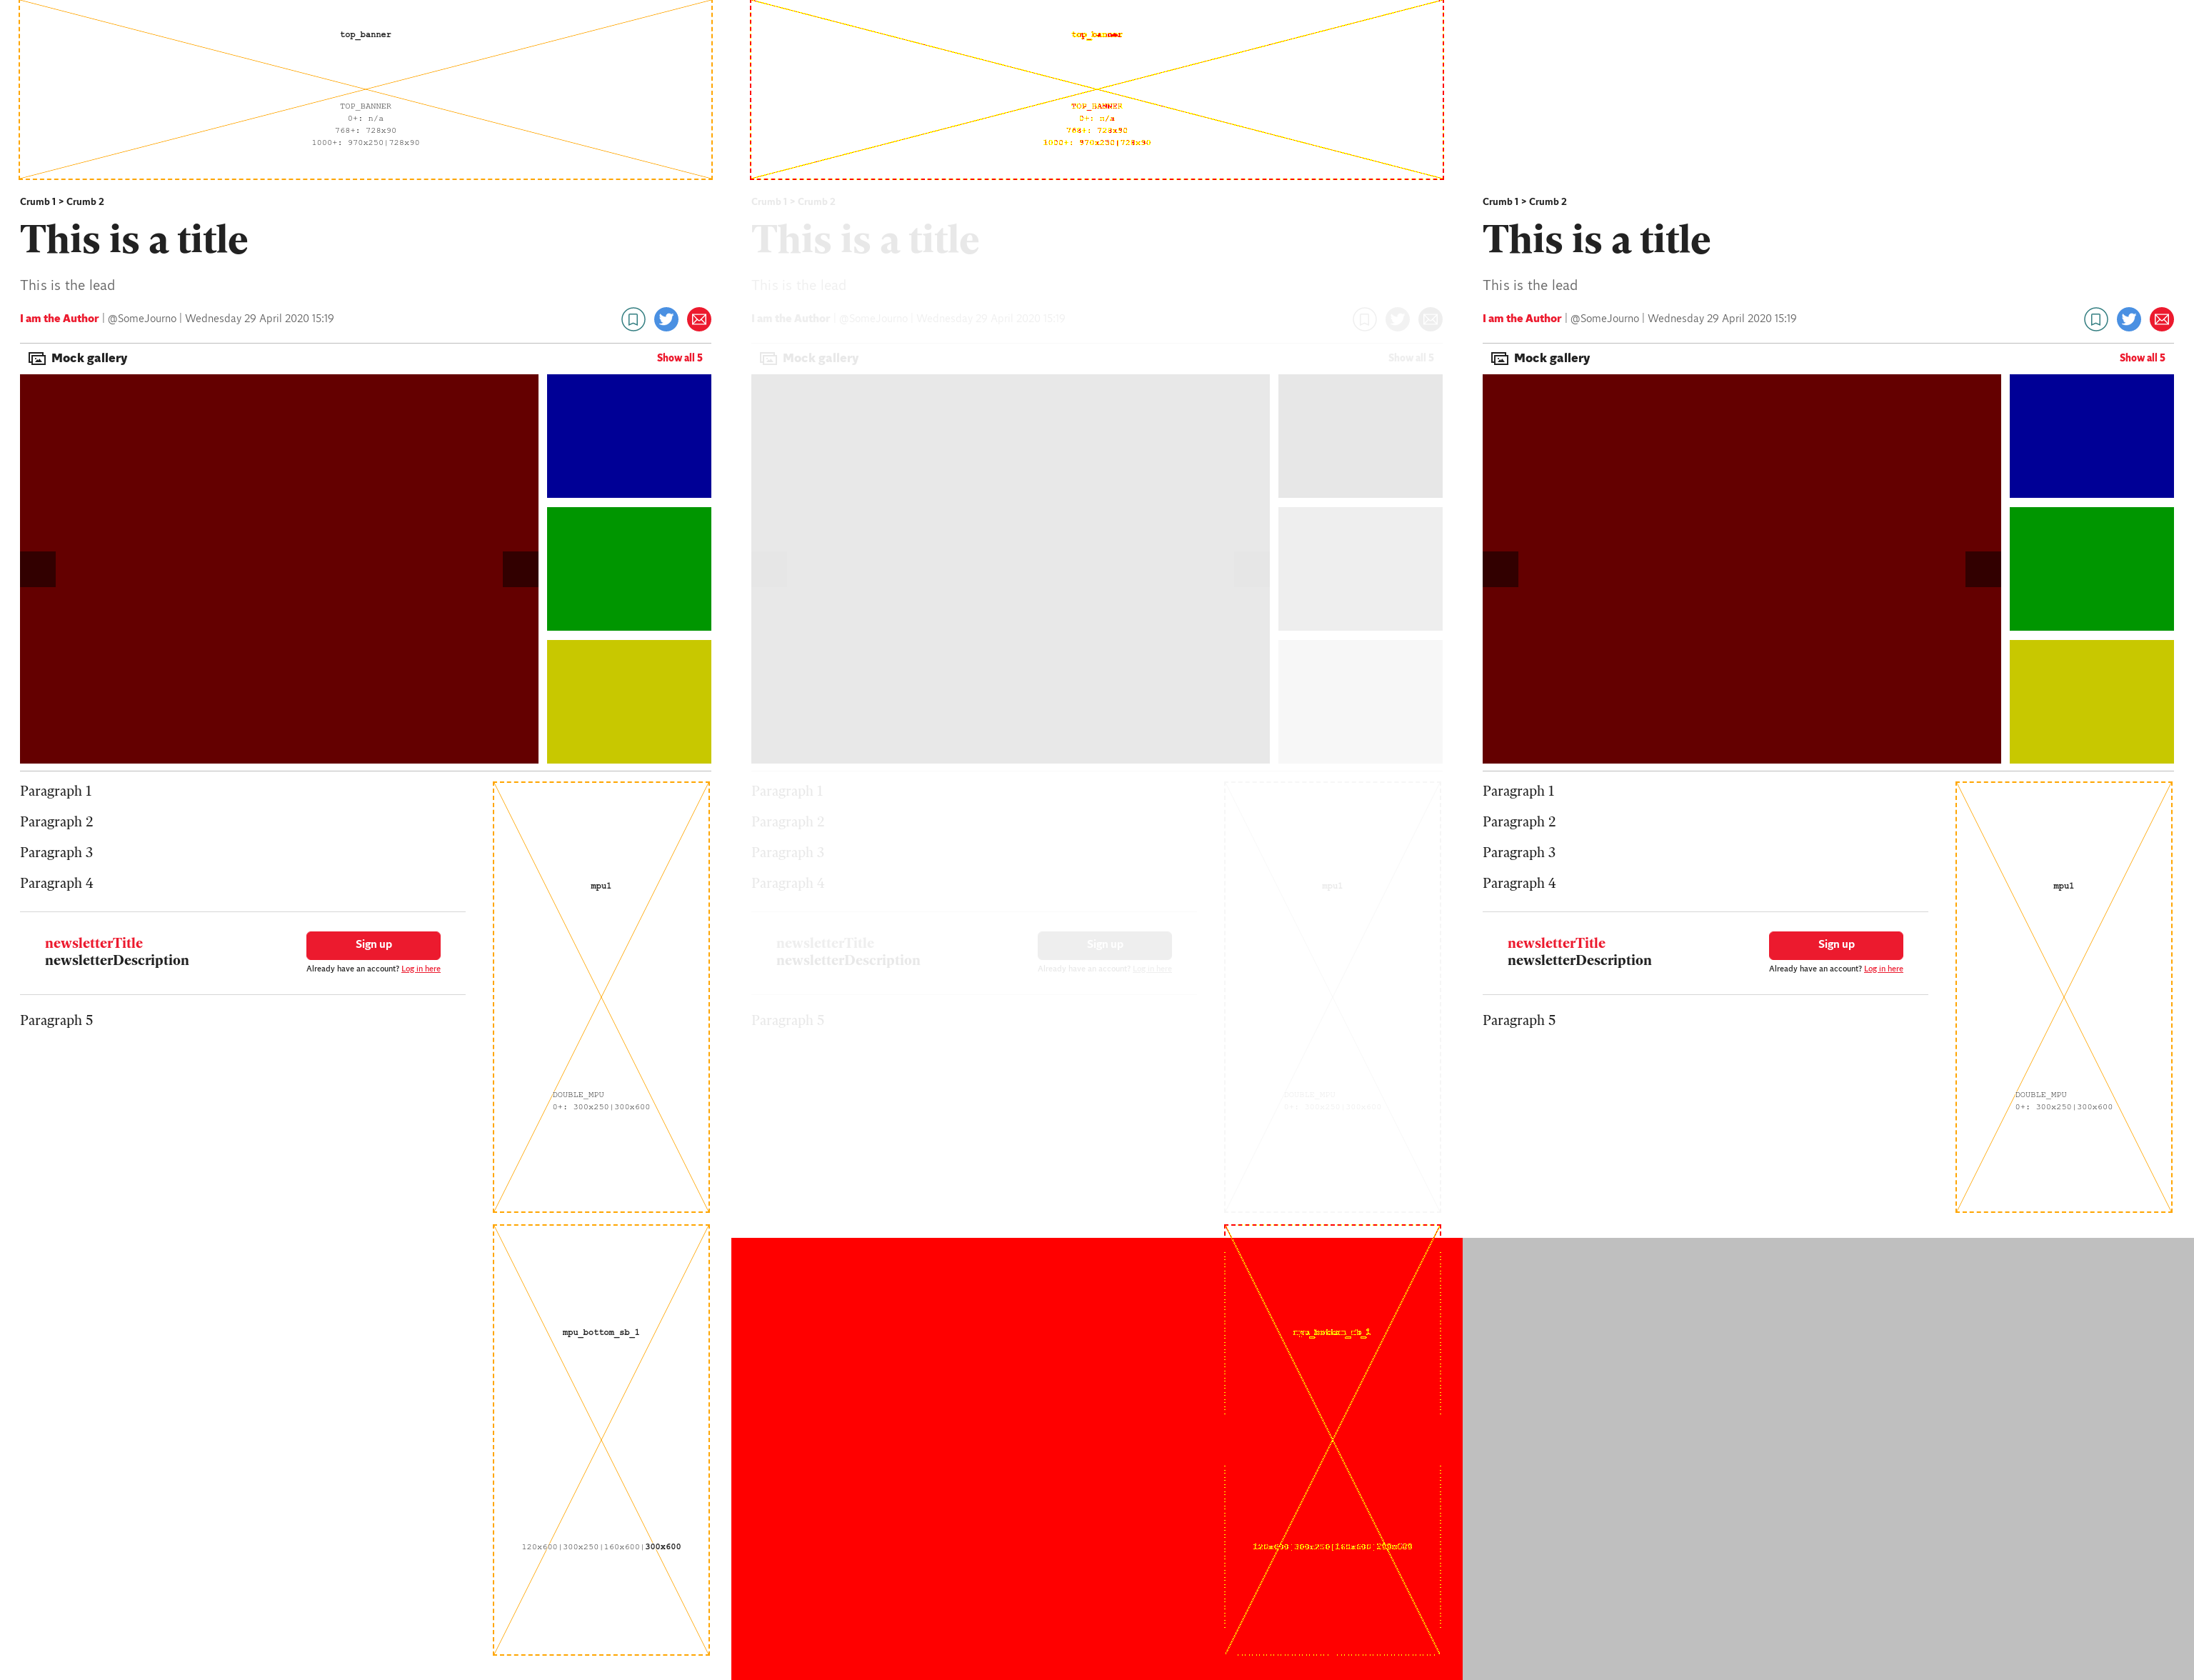 top_banner
TOP_BANNER
0+: n/a
768+: 728x90
1000+: 970x250|728x90
Crumb 1 > Crumb 2
This is a title
This is the lead
I am the Author | @SomeJourno | Wednesday 29 April 2020 15:19
Mock gallery
Show all 5
Paragraph 1
Paragraph 2
Paragraph 3
Paragraph 4
mpu1
newsletterTitle
newsletterDescription
Sign up
Already have an account? Log in here
Paragraph 5
DOUBLE_MPU
0+: 300x250|300x600
mpu_bottom_sb_1
120x600|300x250|160x600|300x600
top_banner
TOP_BANNER
0+: n/a
768+: 728x90
1000+: 970x250|728x90
Crumb 1 > Crumb 2
This is a title
This is the lead
I am the Author | @SomeJourno | Wednesday 29 April 2020 15:19
Mock gallery
Show all 5
Paragraph 1
Paragraph 2
Paragraph 3
Paragraph 4
mpu1
newsletterTitle
newsletterDescription
Sign up
Already have an account? Log in here
Paragraph 5
DOUBLE_MPU
0+: 300x250|300x600
Crumb 1 > Crumb 2
This is a title
This is the lead
I am the Author | @SomeJourno | Wednesday 29 April 2020 15:19
Mock gallery
Show all 5
Paragraph 1
Paragraph 2
Paragraph 3
Paragraph 4
mpu1
newsletterTitle
newsletterDescription
Sign up
Already have an account? Log in here
Paragraph 5
DOUBLE_MPU
0+: 300x250|300x600